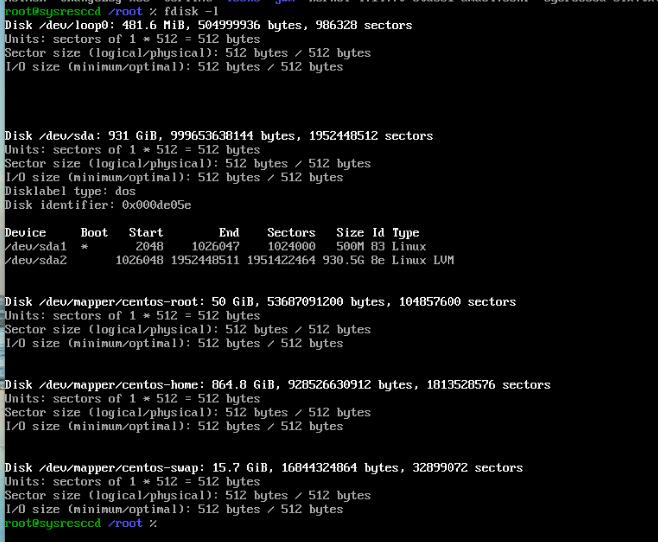 root@sysresccd /root % fdisk -l
Disk /dev/loop0: 481.6 MiB, 504999936 bytes, 986328 sectors
Units: sectors of 1 * 512 = 512 bytes
Sector size (logical/physical): 512 bytes / 512 bytes
I/O size (minimum/optimal): 512 bytes / 512 bytes
Disk /dev/sda: 931 GiB, 999653638144 bytes, 1952448512 sectors
Units: sectors of 1 * 512 = 512 bytes
Sector size (logical/physical): 512 bytes / 512 bytes
I/O size (minimum/optimal): 512 bytes / 512 bytes
Disklabel type: dos
Disk identifier: 0x000de05e
Device Boot Start End Sectors Size Id Type
/dev/sda1 * 2048 1026047 1024000 500M 83 Linux
/dev/sda2 1026048 1952448511 1951422464 930.5G 8e Linux LVM
Disk /dev/mapper/centos-root: 50 GiB, 53687091200 bytes, 104857600 sectors
Units: sectors of 1 * 512 = 512 bytes
Sector size (logical/physical): 512 bytes / 512 bytes
I/O size (minimum/optimal): 512 bytes / 512 bytes
Disk /dev/mapper/centos-home: 864.8 GiB, 928526630912 bytes, 1813528576 sectors
Units: sectors of 1 * 512 = 512 bytes
Sector size (logical/physical): 512 bytes / 512 bytes
I/O size (minimum/optimal): 512 bytes / 512 bytes
Disk /dev/mapper/centos-swap: 15.7 GiB, 16844324864 bytes, 32899072 sectors
Units: sectors of 1 * 512 = 512 bytes
Sector size (logical/physical): 512 bytes / 512 bytes
I/O size (minimum/optimal): 512 bytes / 512 bytes
root@sysresccd /root %